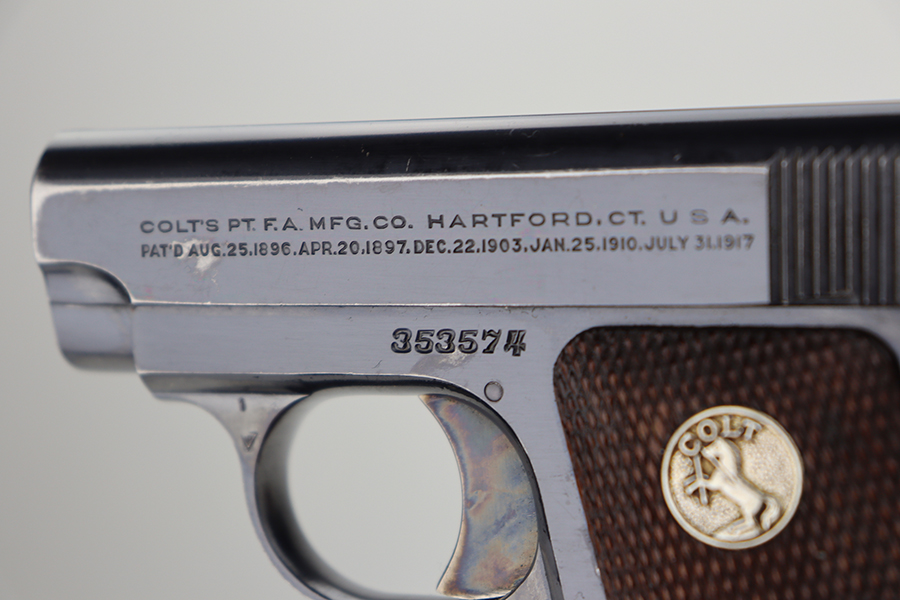 COLT'S PT. F.A. MFG. CO. HARTFORD, CT. U S A.
PAT'D AUG. 25, 1896, APR. 20, 1897, DEC. 22, 1903, JAN. 25, 1910, JULY 31, 1917
353574
COLT